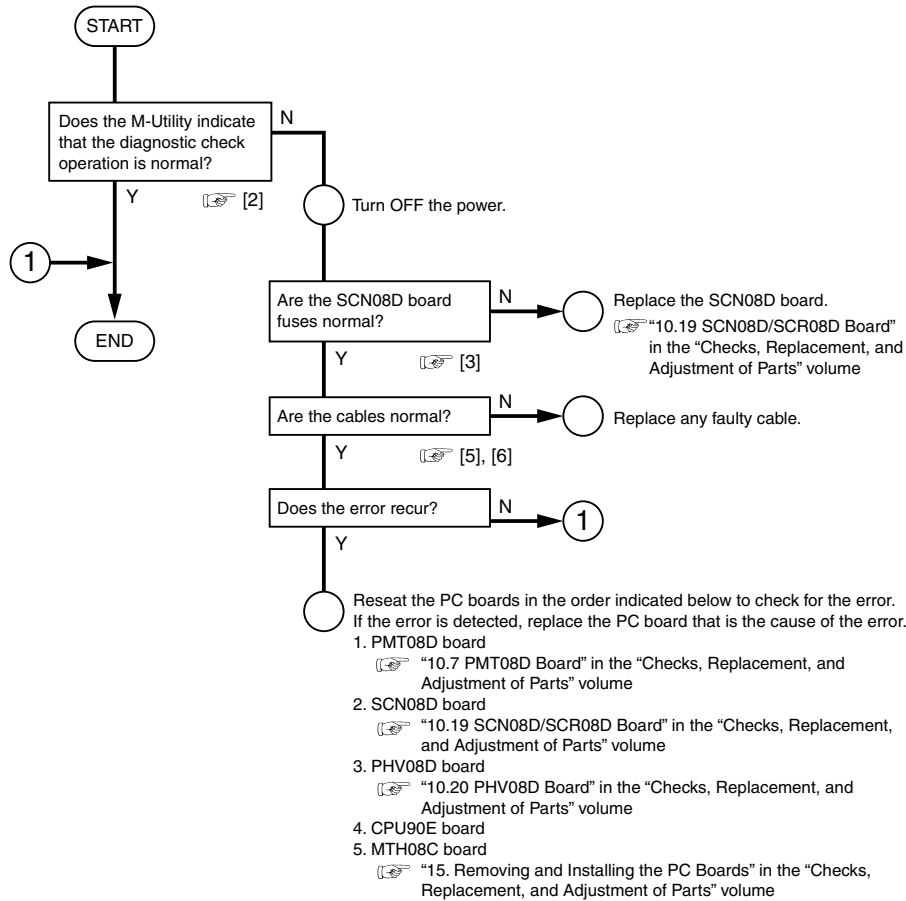 START
Does the M-Utility indicate
that the diagnostic check
operation is normal?
N
Y
☞ [2]
Turn OFF the power.
1
END
Are the SCN08D board
fuses normal?
N
Replace the SCN08D board.
☞ “10.19 SCN08D/SCR08D Board”
in the “Checks, Replacement, and
Adjustment of Parts” volume
Y
☞ [3]
Are the cables normal?
N
Replace any faulty cable.
Y
☞ [5], [6]
Does the error recur?
N
1
Y
Reseat the PC boards in the order indicated below to check for the error.
If the error is detected, replace the PC board that is the cause of the error.
1. PMT08D board
☞ “10.7 PMT08D Board” in the “Checks, Replacement, and
Adjustment of Parts” volume
2. SCN08D board
☞ “10.19 SCN08D/SCR08D Board” in the “Checks, Replacement,
and Adjustment of Parts” volume
3. PHV08D board
☞ “10.20 PHV08D Board” in the “Checks, Replacement, and
Adjustment of Parts” volume
4. CPU90E board
5. MTH08C board
☞ “15. Removing and Installing the PC Boards” in the “Checks,
Replacement, and Adjustment of Parts” volume